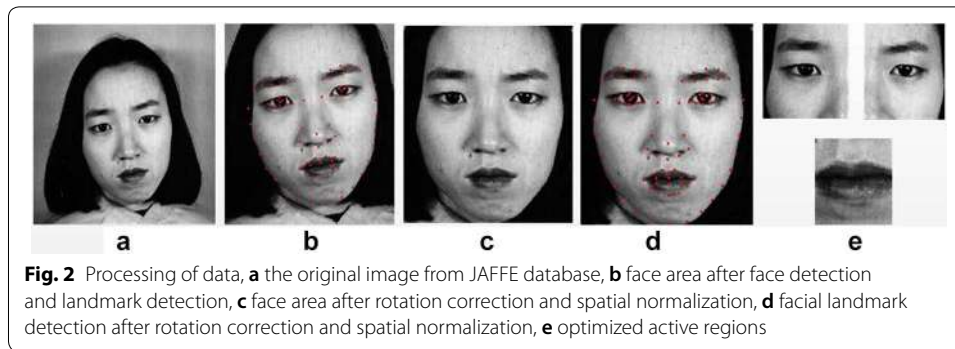 a b c d e
Fig. 2 Processing of data, a the original image from JAFFE database, b face area after face detection
and landmark detection, c face area after rotation correction and spatial normalization, d facial landmark
detection after rotation correction and spatial normalization, e optimized active regions